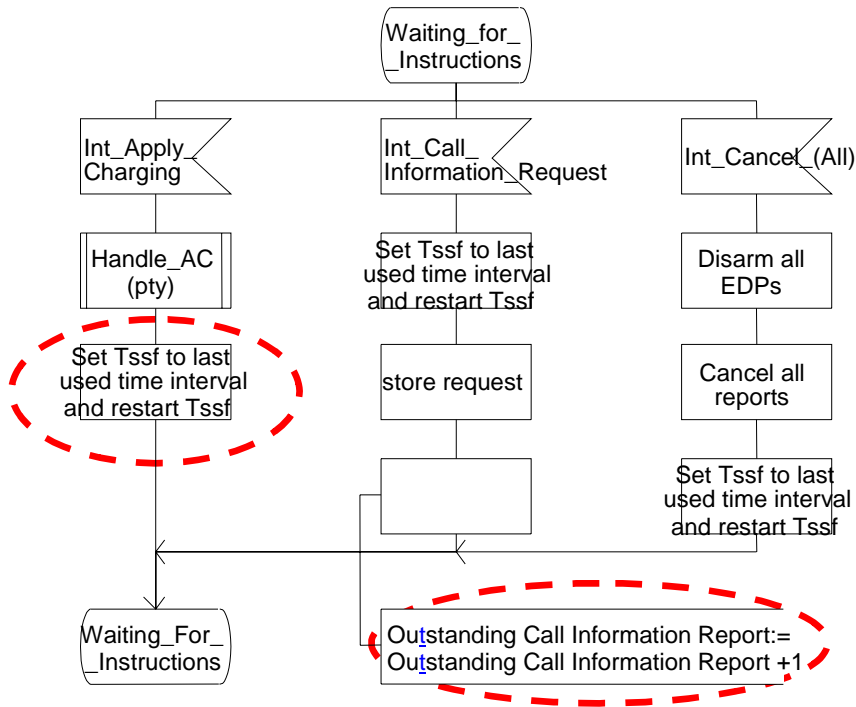 Waiting_for_
_Instructions
Int_Apply_
Charging
Int_Call_
Information_Request
Int_Cancel_(All)
Handle_AC
(pty)
Set Tssf to last
used time interval
and restart Tssf
Disarm all
EDPs
Set Tssf to last
used time interval
and restart Tssf
store request
Cancel all
reports
Set Tssf to last
used time interval
and restart Tssf
Waiting_For_
_Instructions
Outstanding Call Information Report:=
Outstanding Call Information Report +1